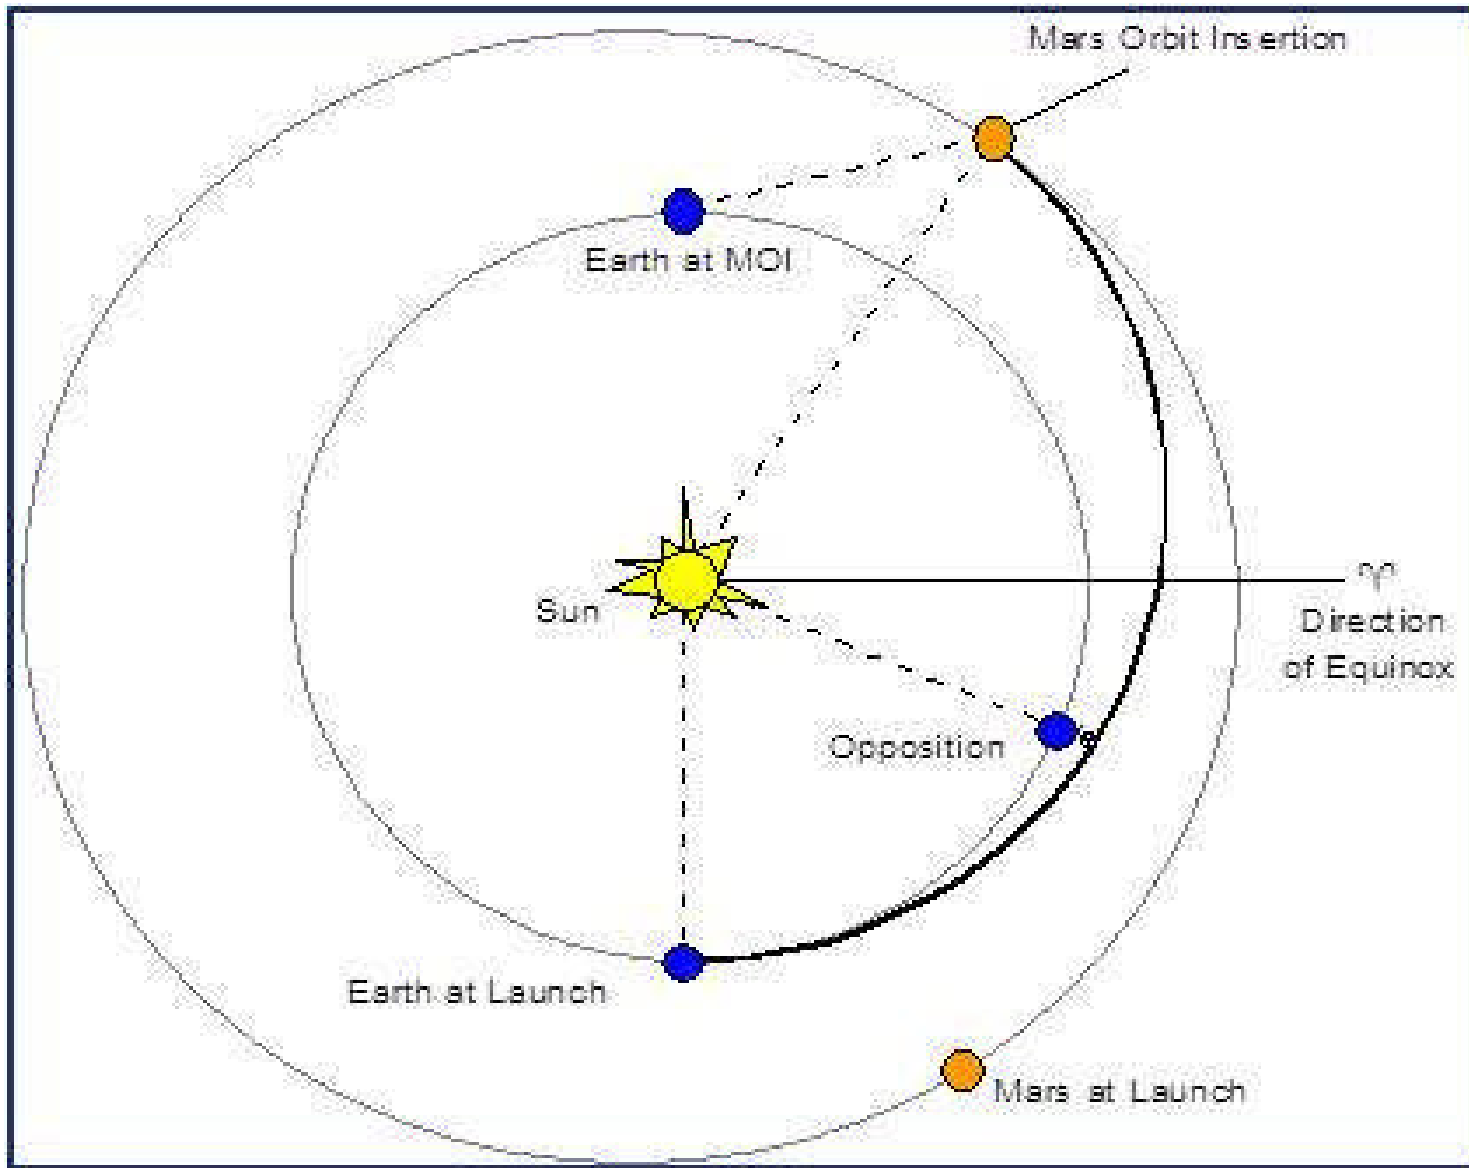 Mars Orbit Insertion
Earth at MOI
Sun
♈
Direction
of Equinox
Opposition
Earth at Launch
Mars at Launch